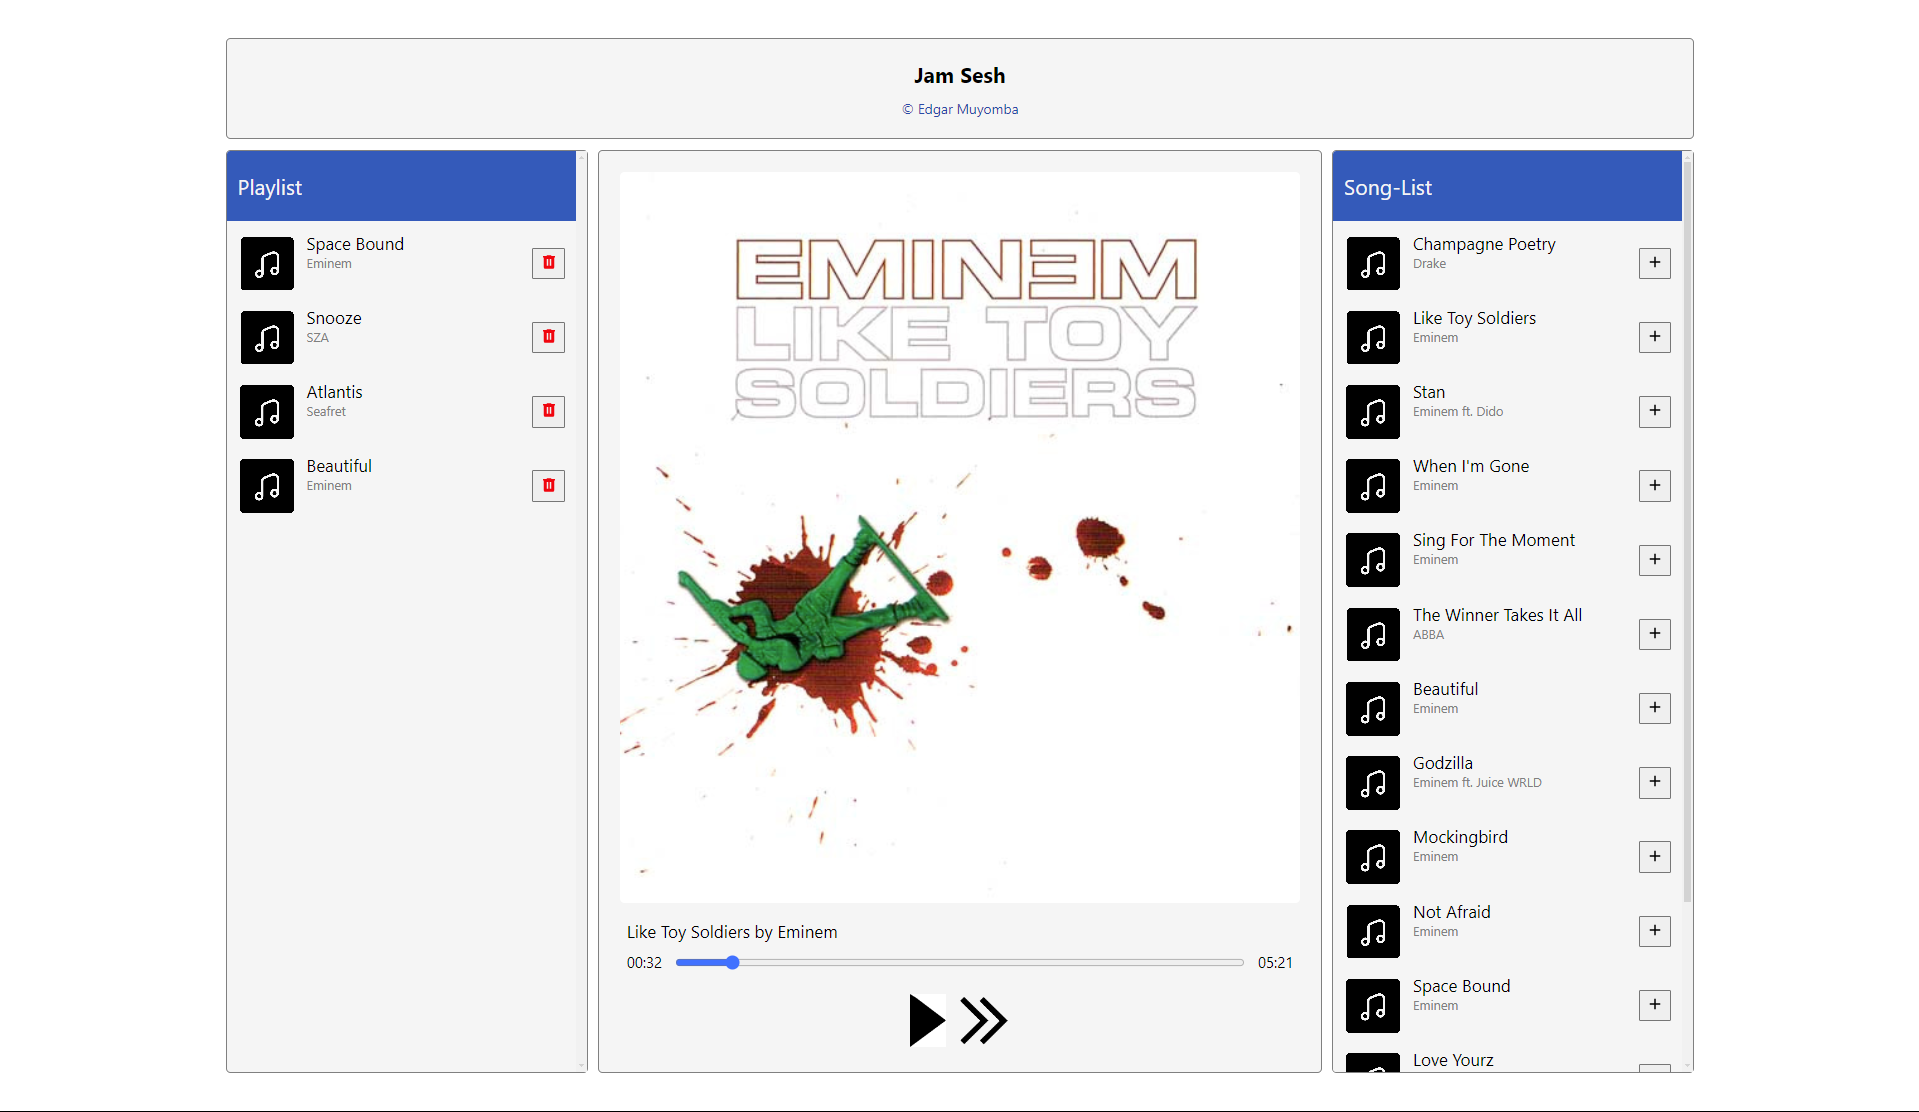 Jam Sesh
© Edgar Muyomba
Playlist
Space Bound
Eminem
Snooze
SZA
Atlantis
Seafret
Beautiful
Eminem
EMINEM
LIKE TOY
SOLDIERS
Like Toy Soldiers by Eminem
00:32
05:21
Song-List
Champagne Poetry
Drake
Like Toy Soldiers
Eminem
Stan
Eminem ft. Dido
When I'm Gone
Eminem
Sing For The Moment
Eminem
The Winner Takes It All
ABBA
Beautiful
Eminem
Godzilla
Eminem ft. Juice WRLD
Mockingbird
Eminem
Not Afraid
Eminem
Space Bound
Eminem
Love Yourz